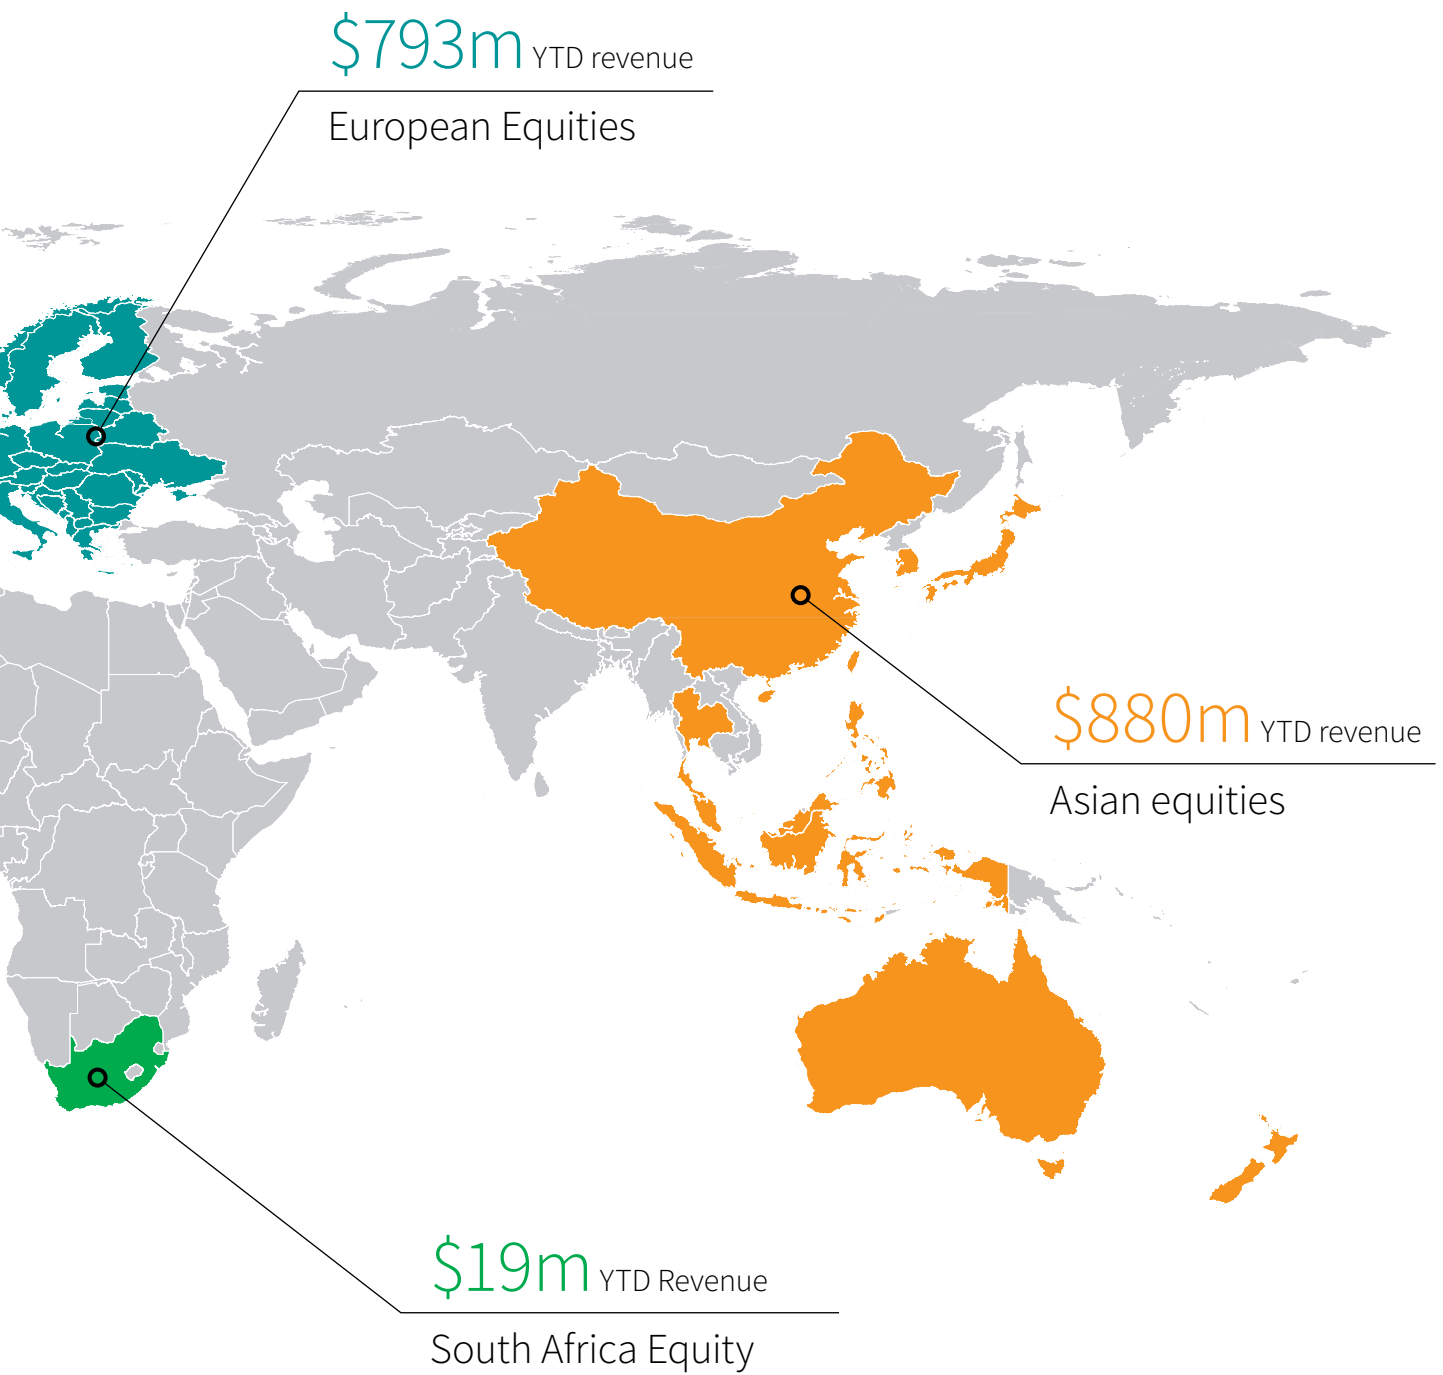 $793m YTD revenue
European Equities
$880m YTD revenue
Asian equities
$19m YTD Revenue
South Africa Equity